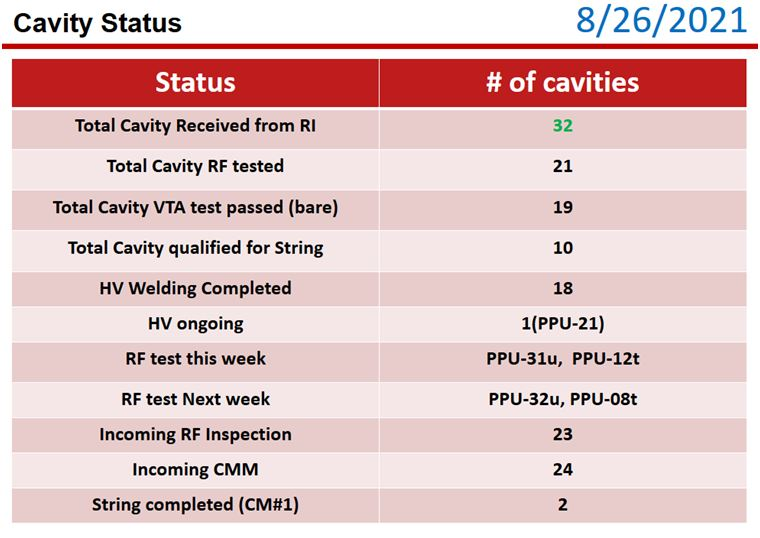 Cavity Status
8/26/2021
Status # of cavities
Total Cavity Received from RI 32
Total Cavity RF tested 21
Total Cavity VTA test passed (bare) 19
Total Cavity qualified for String 10
HV Welding Completed 18
HV ongoing 1(PPU-21)
RF test this week PPU-31u, PPU-12t
RF test Next week PPU-32u, PPU-08t
Incoming RF Inspection 23
Incoming CMM 24
String completed (CM#1) 2